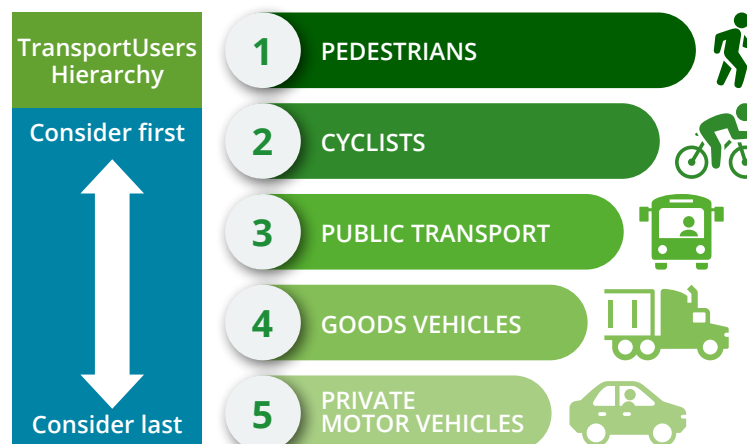 TransportUsers
Hierarchy
Consider first
Consider last
1 PEDESTRIANS
2 CYCLISTS
3 PUBLIC TRANSPORT
4 GOODS VEHICLES
5 PRIVATE
MOTOR VEHICLES